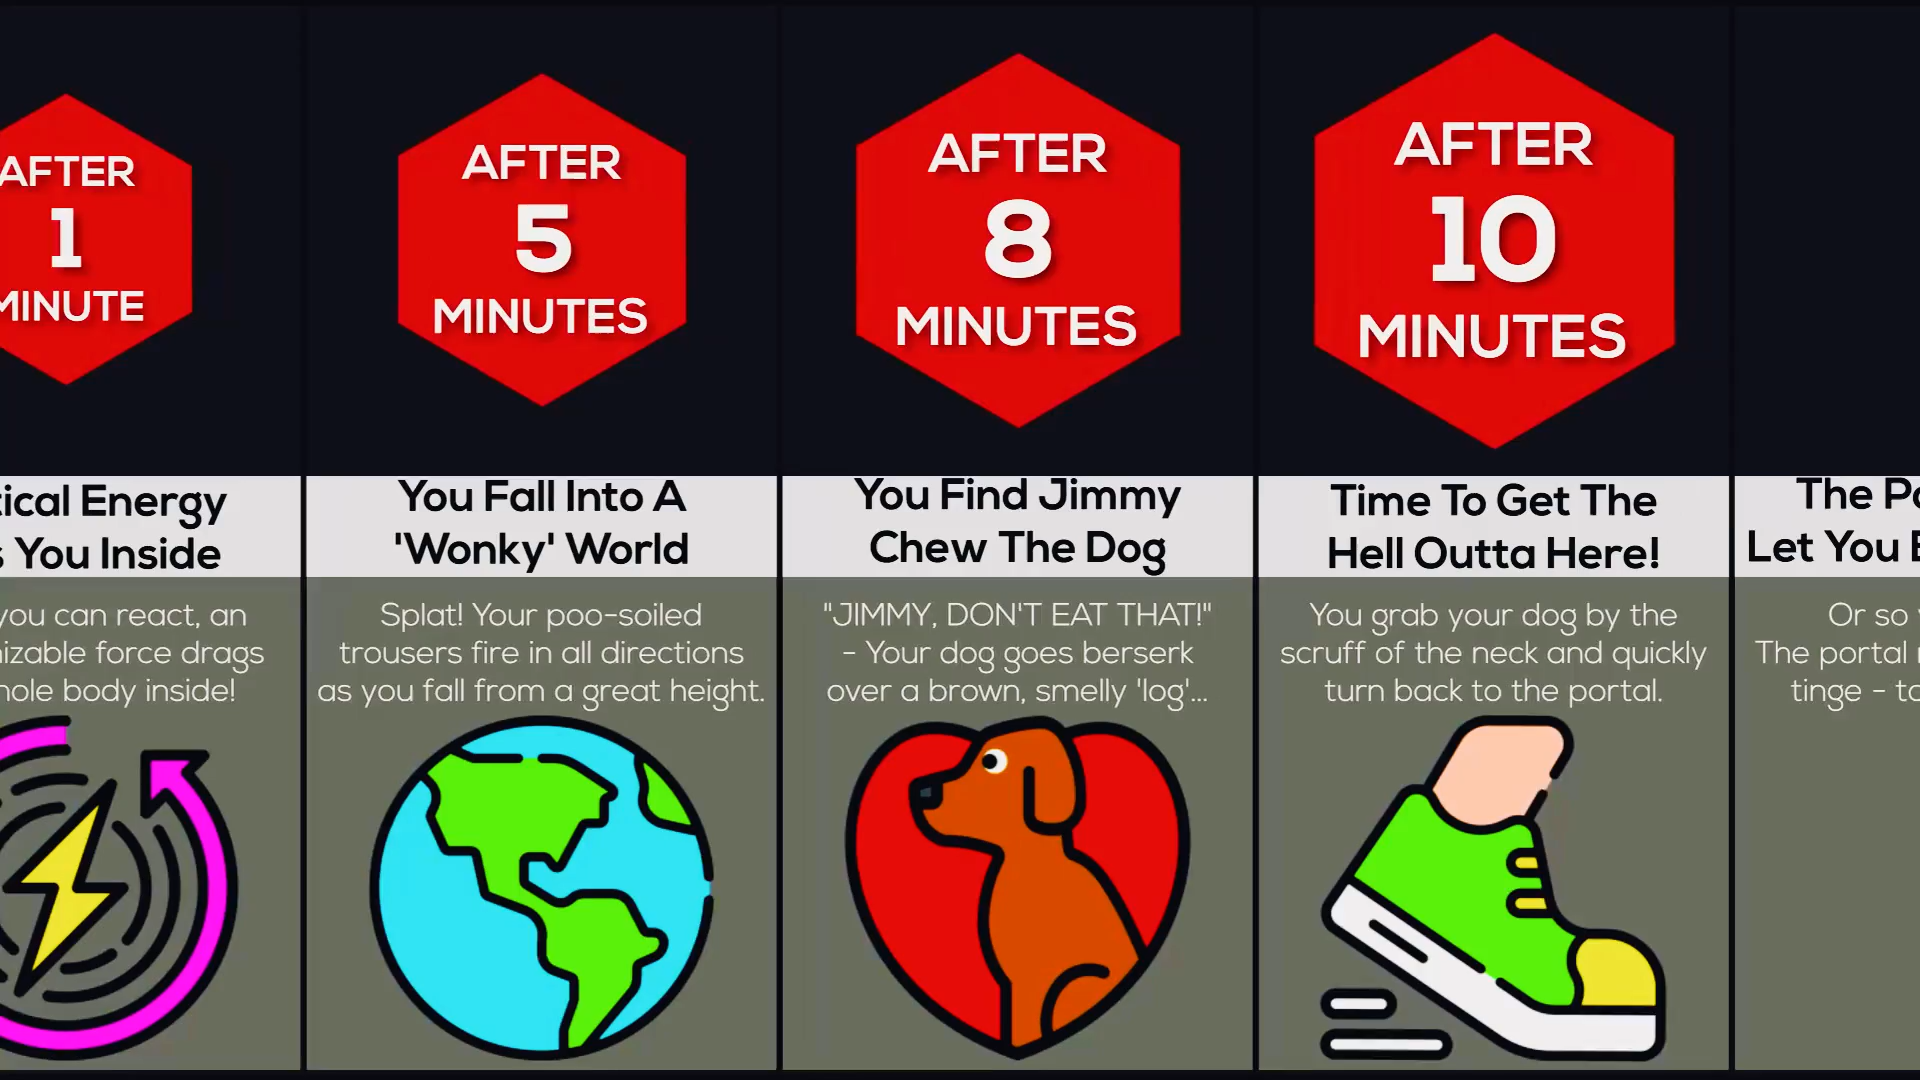 AFTER
1
MINUTE
Energy
You Inside
you can react, an
force drags
body inside!
AFTER
5
MINUTES
You Fall Into A
'Wonky' World
Splat! Your poo-soiled
trousers fire in all directions
as you fall from a great height.
AFTER
8
MINUTES
You Find Jimmy
Chew The Dog
"JIMMY, DON'T EAT THAT!"
- Your dog goes berserk
over a brown, smelly 'log'...
AFTER
10
MINUTES
Time To Get The
Hell Outta Here!
You grab your dog by the
scruff of the neck and quickly
turn back to the portal.
The
Let You
Or so
The portal
tinge -